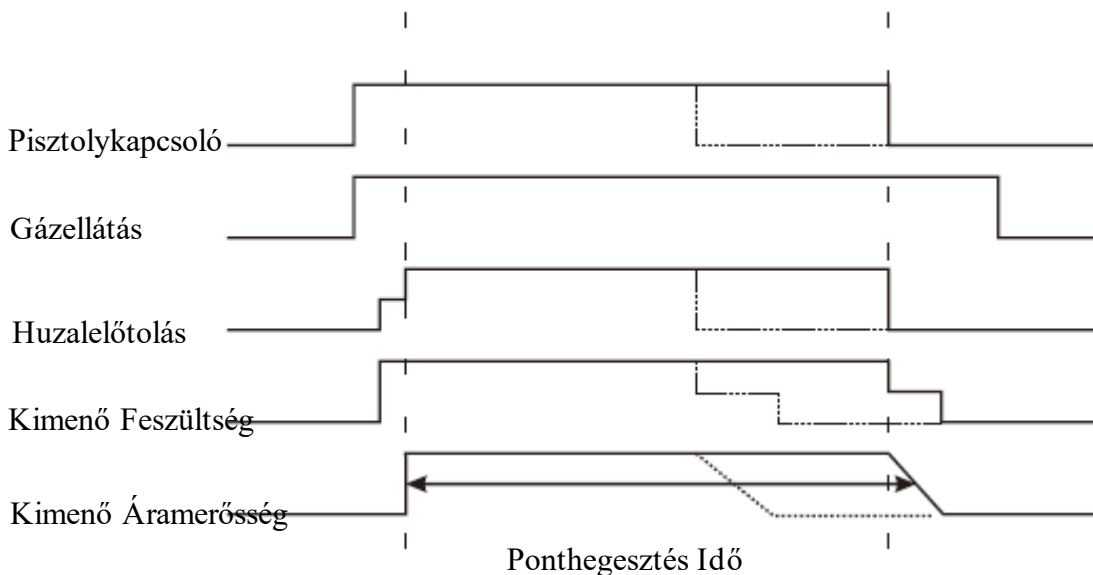 Pisztolykapcsoló
Gázellátás
Huzalelőtolás
Kimenő Feszültség
Kimenő Áramerősség
Ponthegesztés Idő